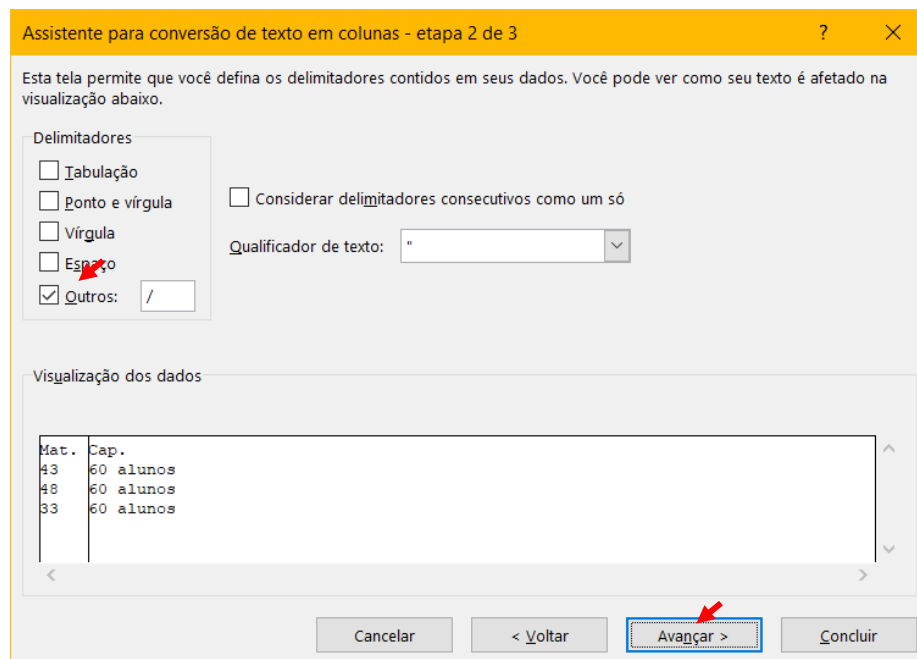 Assistente para conversão de texto em colunas - etapa 2 de 3 ?
Esta tela permite que você defina os delimitadores contidos em seus dados. Você pode ver como seu texto é afetado na
visualização abaixo.
Delimitadores
Tabulação
Ponto e vírgula
Vírgula
Espaço
Outros: /
Considerar delimitadores consecutivos como um só
Qualificador de texto: "
Visualização dos dados
Mat. Cap.
43 60 alunos
48 60 alunos
33 60 alunos
Cancelar < Voltar Avançar > Concluir